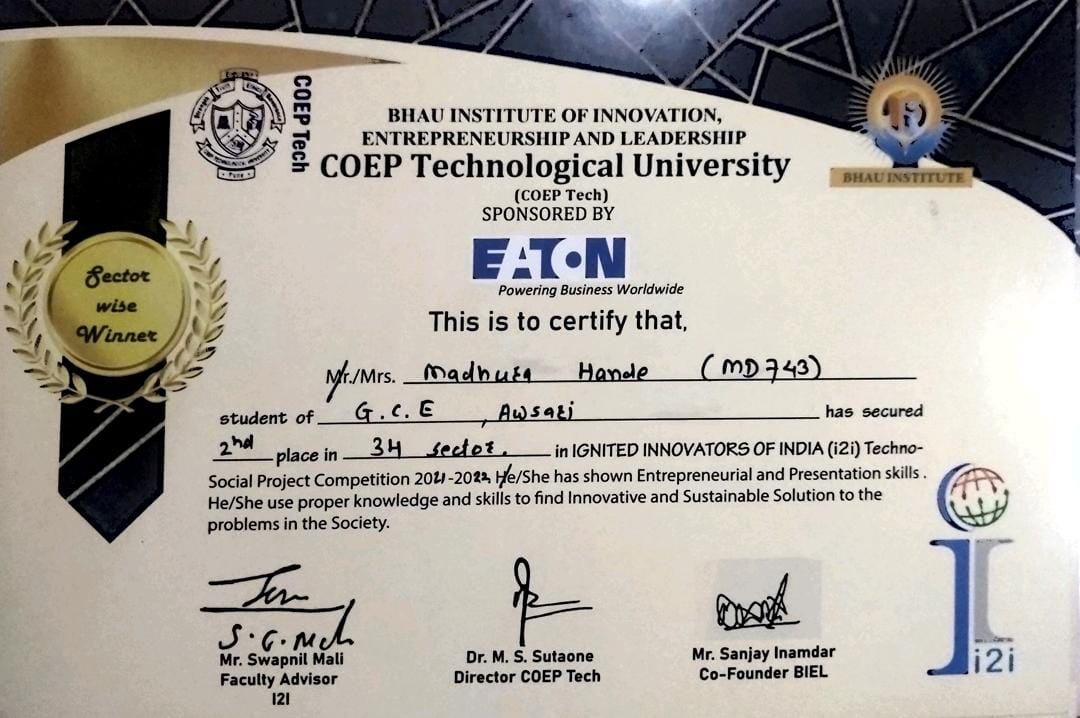 COEP Tech
BHAU INSTITUTE OF INNOVATION,
ENTREPRENEURSHIP AND LEADERSHIP
COEP Technological University
(COEP Tech)
SPONSORED BY
BHAU INSTITUTE
EATON
Powering Business Worldwide
This is to certify that,
Sector
wise
Winner
Mr./Mrs. Madhura Hande (MD743)
student of G.C.E, Awsari has secured
2nd place in 34 sector. in IGNITED INNOVATORS OF INDIA (i2i) Techno-
Social Project Competition 2021-2022 He/She has shown Entrepreneurial and Presentation skills.
He/She use proper knowledge and skills to find Innovative and Sustainable Solution to the
problems in the Society.
Mr. Swapnil Mali
Faculty Advisor
I2I
Dr. M. S. Sutaone
Director COEP Tech
Mr. Sanjay Inamdar
Co-Founder BIEL
i2i